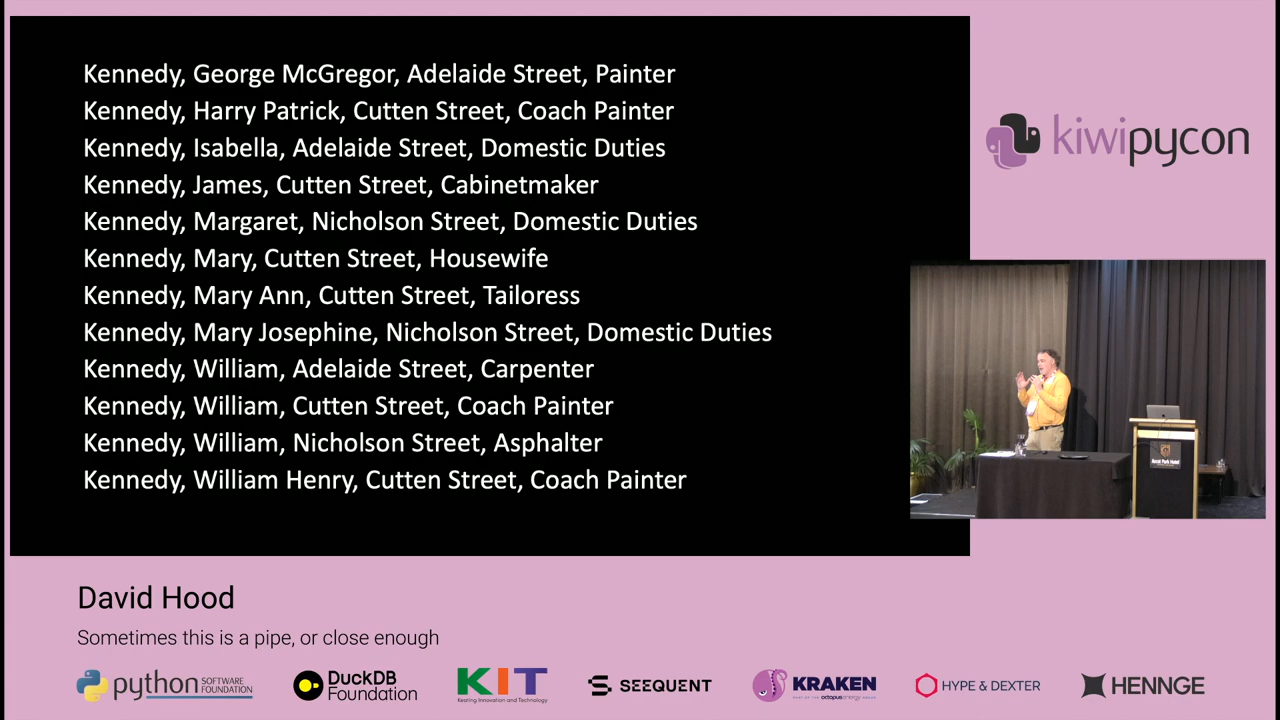 Kennedy, George McGregor, Adelaide Street, Painter
Kennedy, Harry Patrick, Cutten Street, Coach Painter
Kennedy, Isabella, Adelaide Street, Domestic Duties
Kennedy, James, Cutten Street, Cabinetmaker
Kennedy, Margaret, Nicholson Street, Domestic Duties
Kennedy, Mary, Cutten Street, Housewife
Kennedy, Mary Ann, Cutten Street, Tailoress
Kennedy, Mary Josephine, Nicholson Street, Domestic Duties
Kennedy, William, Adelaide Street, Carpenter
Kennedy, William, Cutten Street, Coach Painter
Kennedy, William, Nicholson Street, Asphalter
Kennedy, William Henry, Cutten Street, Coach Painter
kiwipycon
David Hood
Sometimes this is a pipe, or close enough
python SOFTWARE FOUNDATION
DuckDB
Foundation
KIT
Keating Innovation and Technology
SEEQUENT
KRAKEN
HYPE & DEXTER
HENNGE